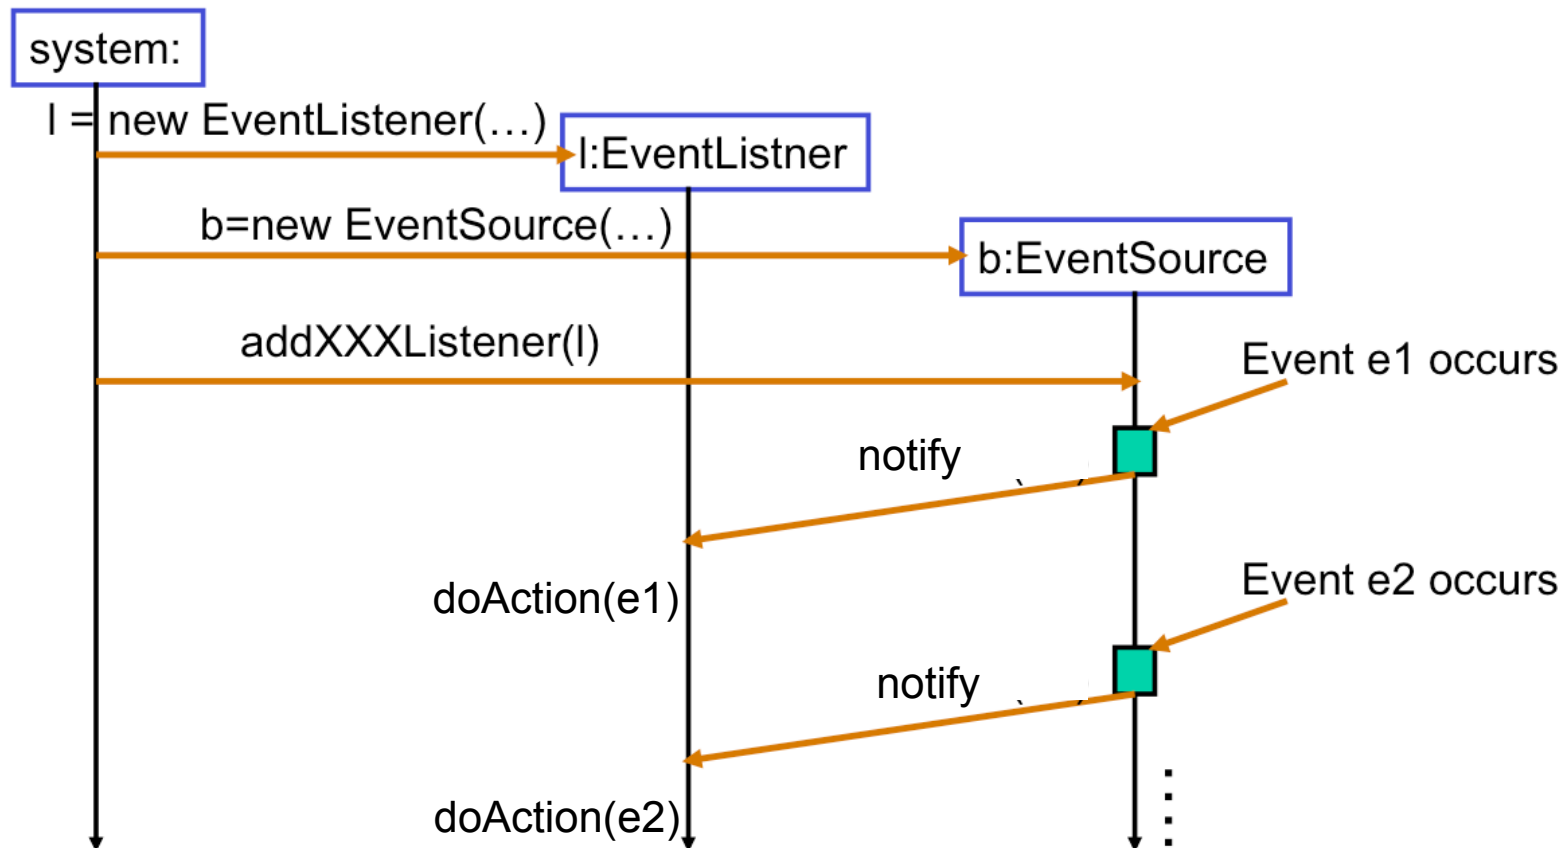 system:
l = new EventListener(…)
l:EventListner
b=new EventSource(…)
b:EventSource
addXXXListener(l)
Event e1 occurs
notify
doAction(e1)
Event e2 occurs
notify
doAction(e2)